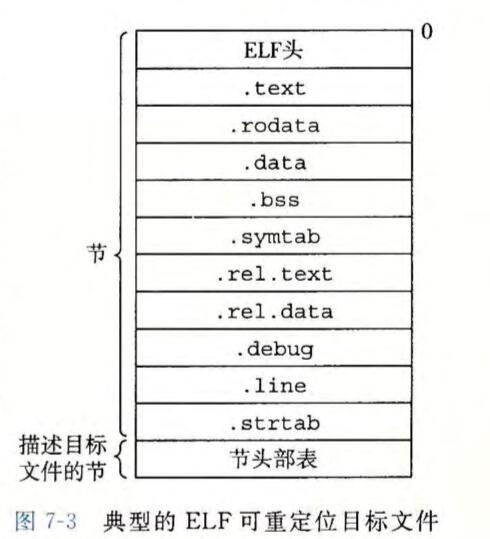 0
ELF头
.text
.rodata
.data
.bss
节
.symtab
.rel.text
.rel.data
.debug
.line
.strtab
描述目标
文件的节
节头部表
图 7-3 典型的 ELF 可重定位目标文件